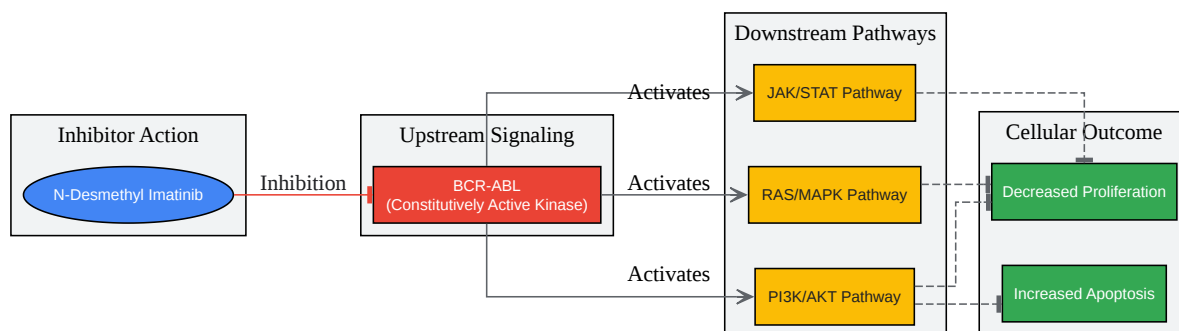 Inhibitor Action
N-Desmethyl Imatinib
Inhibition
Upstream Signaling
BCR-ABL
(Constitutively Active Kinase)
Activates
Activates
Activates
Downstream Pathways
JAK/STAT Pathway
RAS/MAPK Pathway
PI3K/AKT Pathway
Cellular Outcome
Decreased Proliferation
Increased Apoptosis